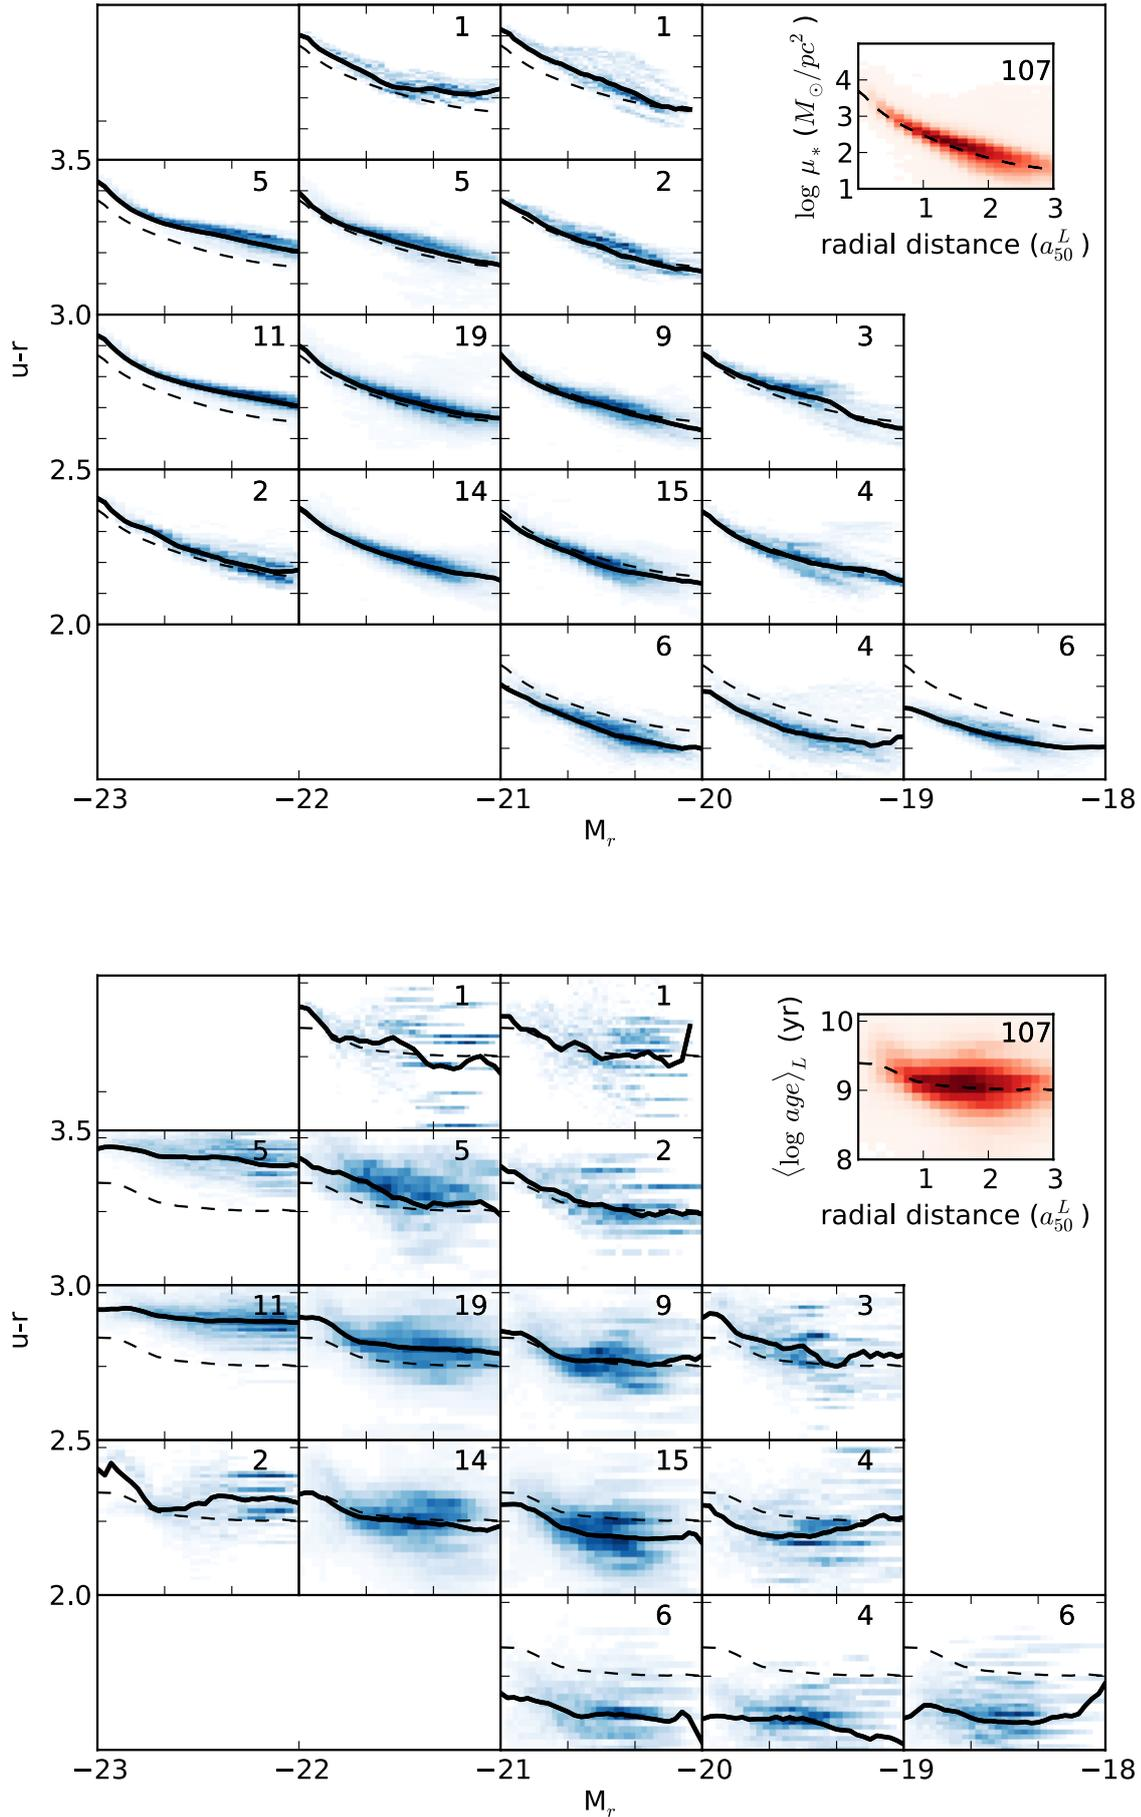 1 1
107
log μ* (M⊙/pc²)
4
3
2
1
1 2 3
radial distance (a₅₀ᴸ)
3.5
5 5 2
3.0
11 19 9 3
u-r
2.5
2 14 15 4
2.0
6 4 6
−23 −22 −21 −20 −19 −18
Mᵣ
1 1
107
⟨log age⟩L (yr)
10
9
8
1 2 3
radial distance (a₅₀ᴸ)
3.5
5 5 2
3.0
11 19 9 3
u-r
2.5
2 14 15 4
2.0
6 4 6
−23 −22 −21 −20 −19 −18
Mᵣ